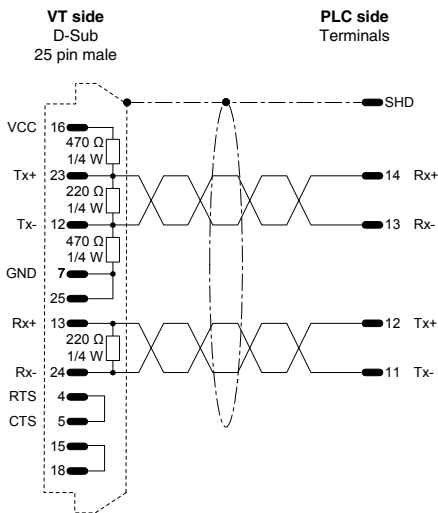 VT side
D-Sub
25 pin male
PLC side
Terminals
SHD
VCC 16
470 Ω
1/4 W
Tx+ 23
14 Rx+
220 Ω
1/4 W
Tx- 12
13 Rx-
470 Ω
1/4 W
GND 7
25
Rx+ 13
12 Tx+
220 Ω
1/4 W
Rx- 24
11 Tx-
RTS 4
CTS 5
15
18